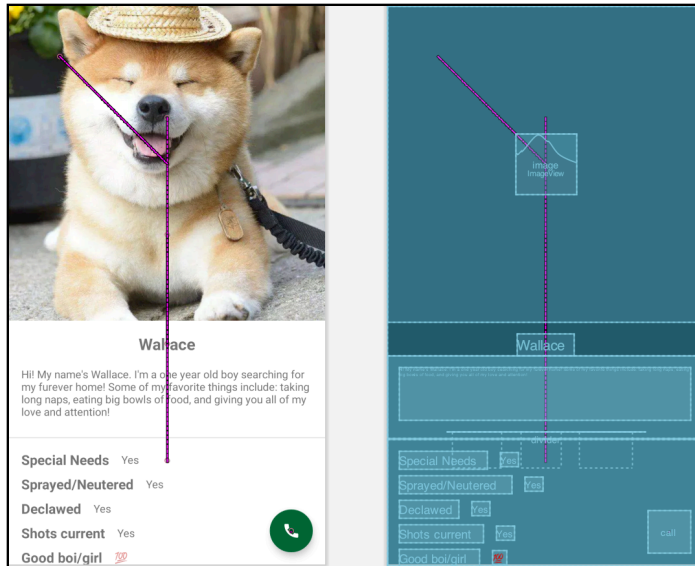 Wallace
Hi! My name's Wallace. I'm a one year old boy searching for
my furever home! Some of my favorite things include: taking
long naps, eating big bowls of food, and giving you all of my
love and attention!
Special Needs Yes
Sprayed/Neutered Yes
Declawed Yes
Shots current Yes
Good boi/girl 💯
image
ImageView
Wallace
divider
Special Needs Yes
Sprayed/Neutered Yes
Declawed Yes
Shots current Yes
call
Good boi/girl 💯